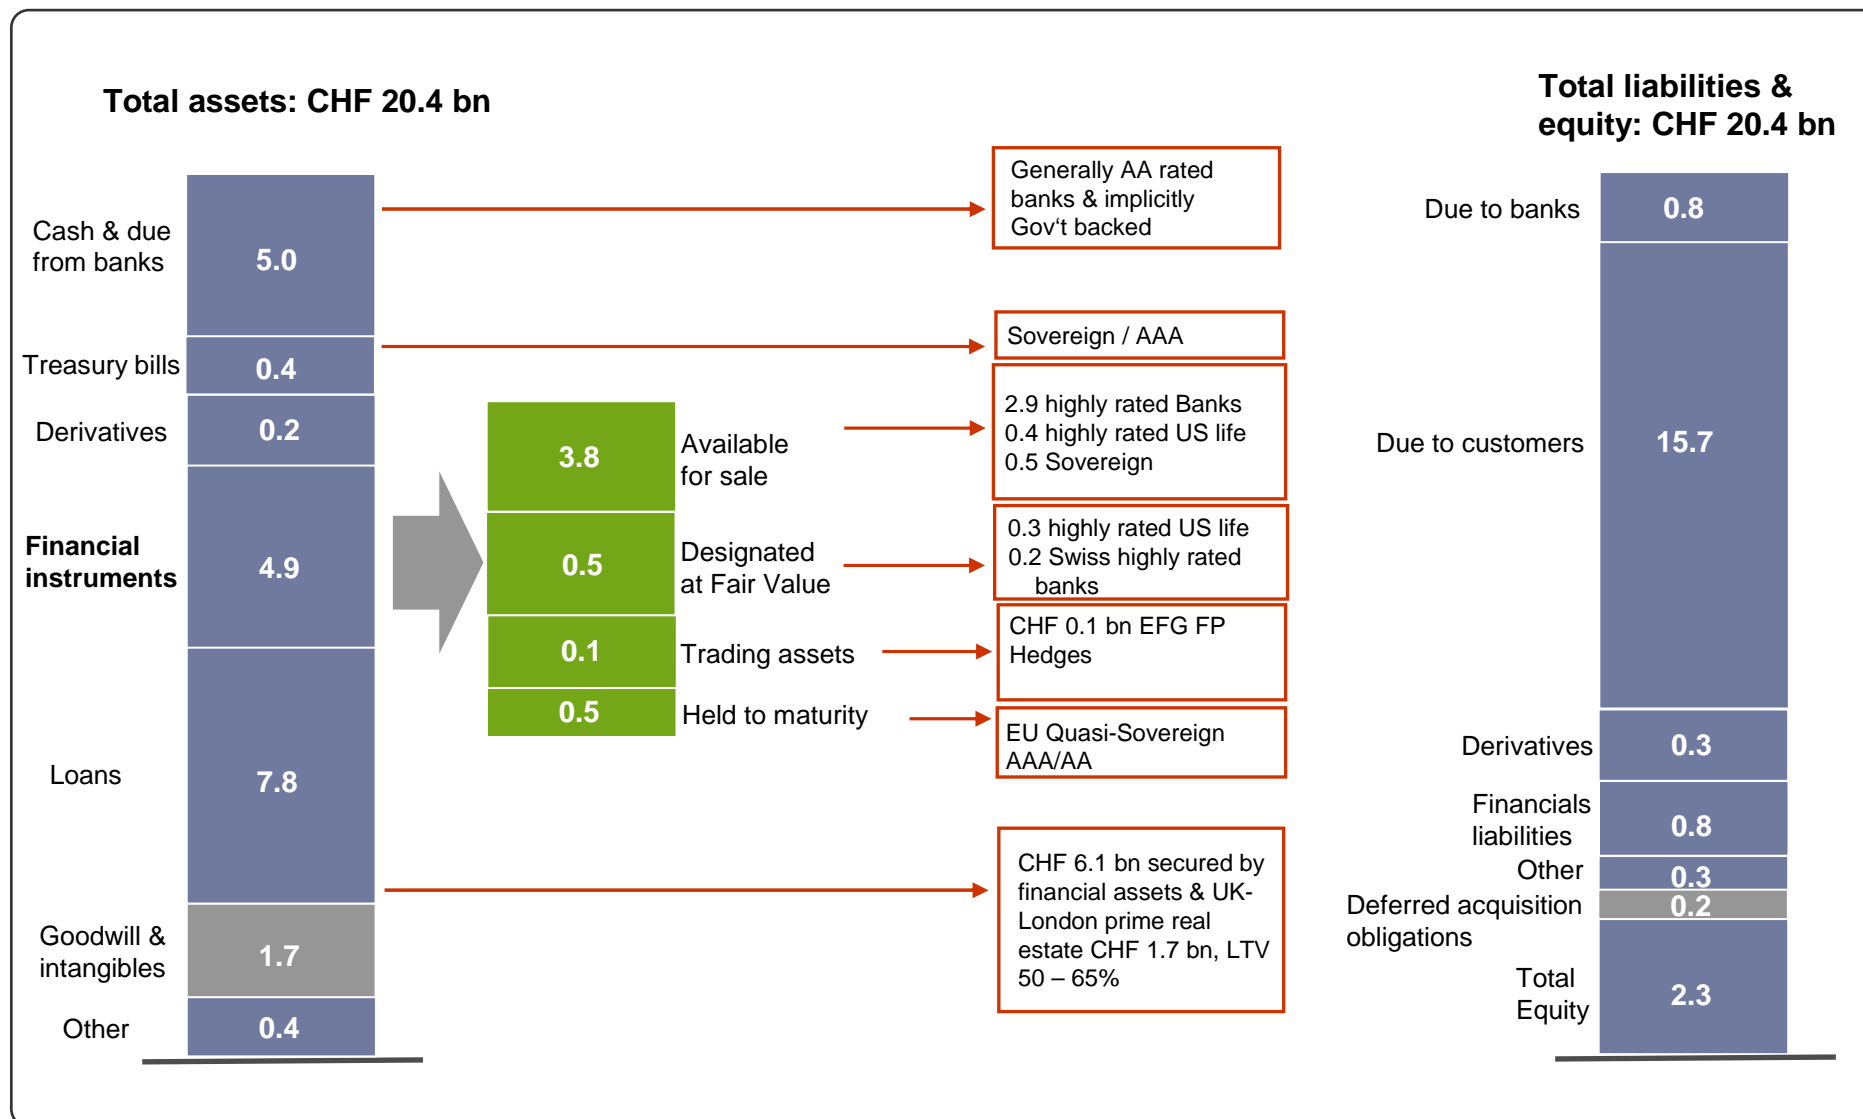 Total assets: CHF 20.4 bn
Total liabilities &
equity: CHF 20.4 bn
Cash & due
from banks
5.0
Treasury bills
0.4
Derivatives
0.2
Financial
instruments
4.9
Loans
7.8
Goodwill &
intangibles
1.7
Other
0.4
3.8
Available
for sale
0.5
Designated
at Fair Value
0.1
Trading assets
0.5
Held to maturity
Generally AA rated
banks & implicitly
Gov‘t backed
Sovereign / AAA
2.9 highly rated Banks
0.4 highly rated US life
0.5 Sovereign
0.3 highly rated US life
0.2 Swiss highly rated
banks
CHF 0.1 bn EFG FP
Hedges
EU Quasi-Sovereign
AAA/AA
CHF 6.1 bn secured by
financial assets & UK-
London prime real
estate CHF 1.7 bn, LTV
50 – 65%
Due to banks
0.8
Due to customers
15.7
Derivatives
0.3
Financials
liabilities
0.8
Other
0.3
Deferred acquisition
obligations
0.2
Total
Equity
2.3